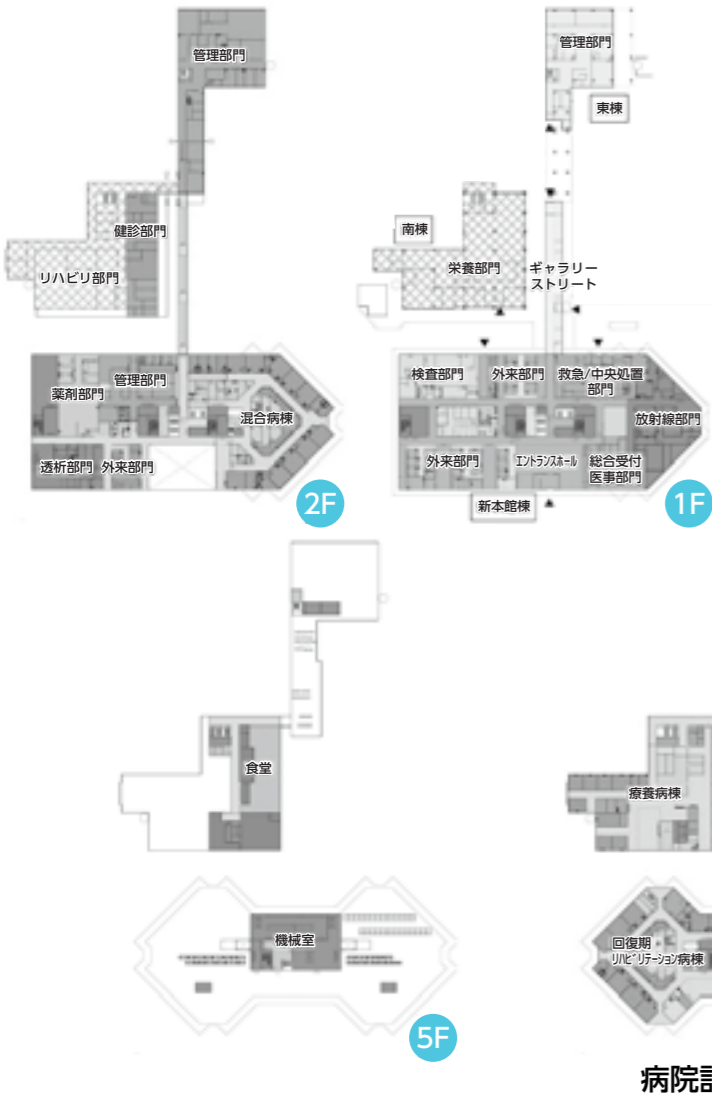 管理部門
健診部門
リハビリ部門
管理部門
薬剤部門
混合病棟
透析部門
外来部門
2F
管理部門
東棟
南棟
栄養部門
ギャラリー
ストリート
検査部門
外来部門
救急/中央処置
部門
放射線部門
外来部門
エントランスホール
総合受付
医事部門
新本館棟
1F
食堂
機械室
5F
療養病棟
回復期
リハビリテーション病棟
病院